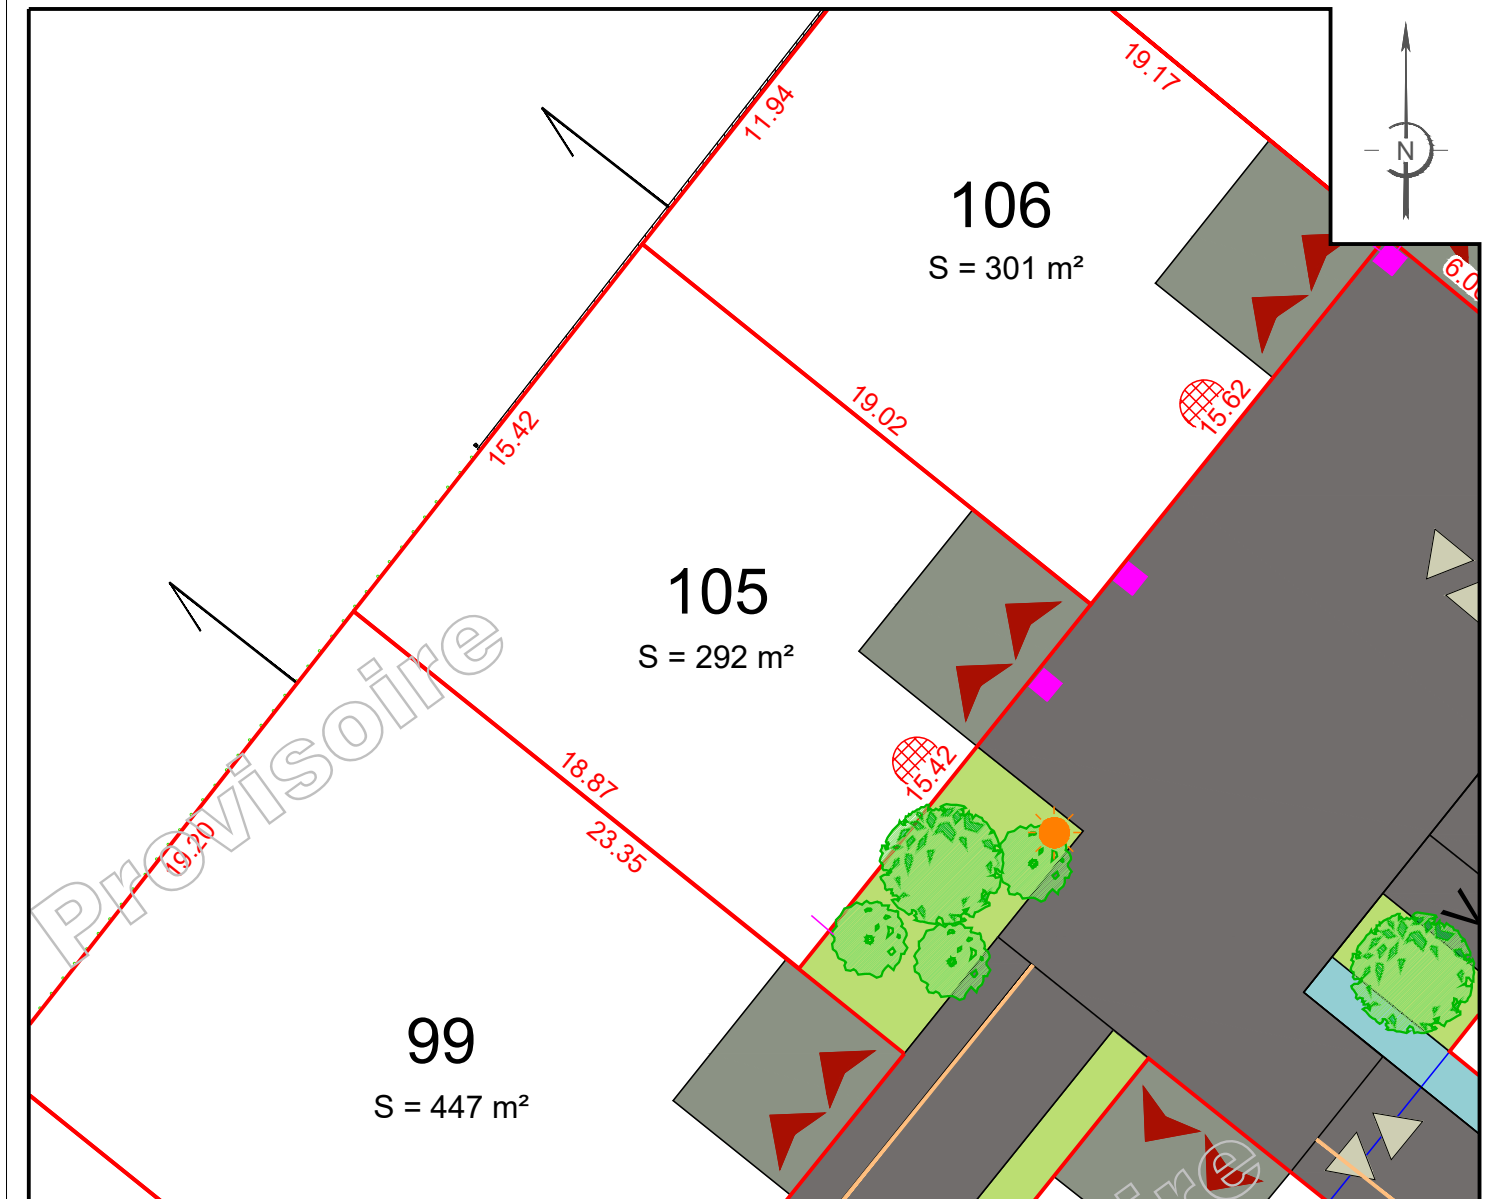 19.17
N
11.94
106
S = 301 m²
6.0
15.62
19.02
15.42
105
S = 292 m²
Provisoire
18.87
23.35
15.42
19.20
V
99
S = 447 m²
ire